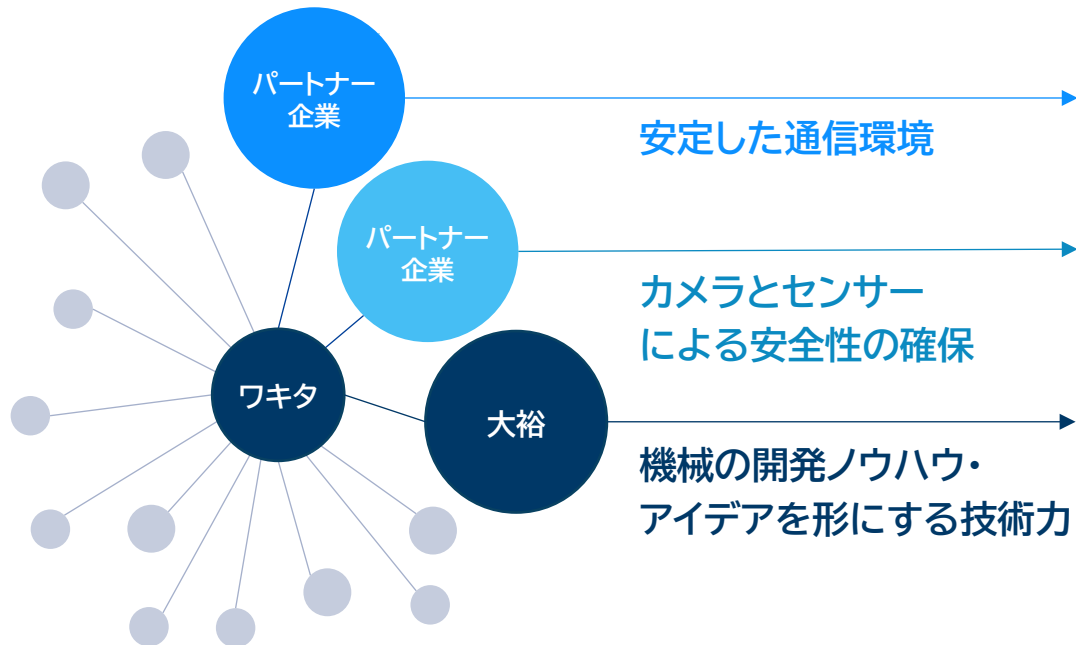 パートナー
企業
安定した通信環境
パートナー
企業
カメラとセンサー
による安全性の確保
ワキタ
大裕
機械の開発ノウハウ・
アイデアを形にする技術力